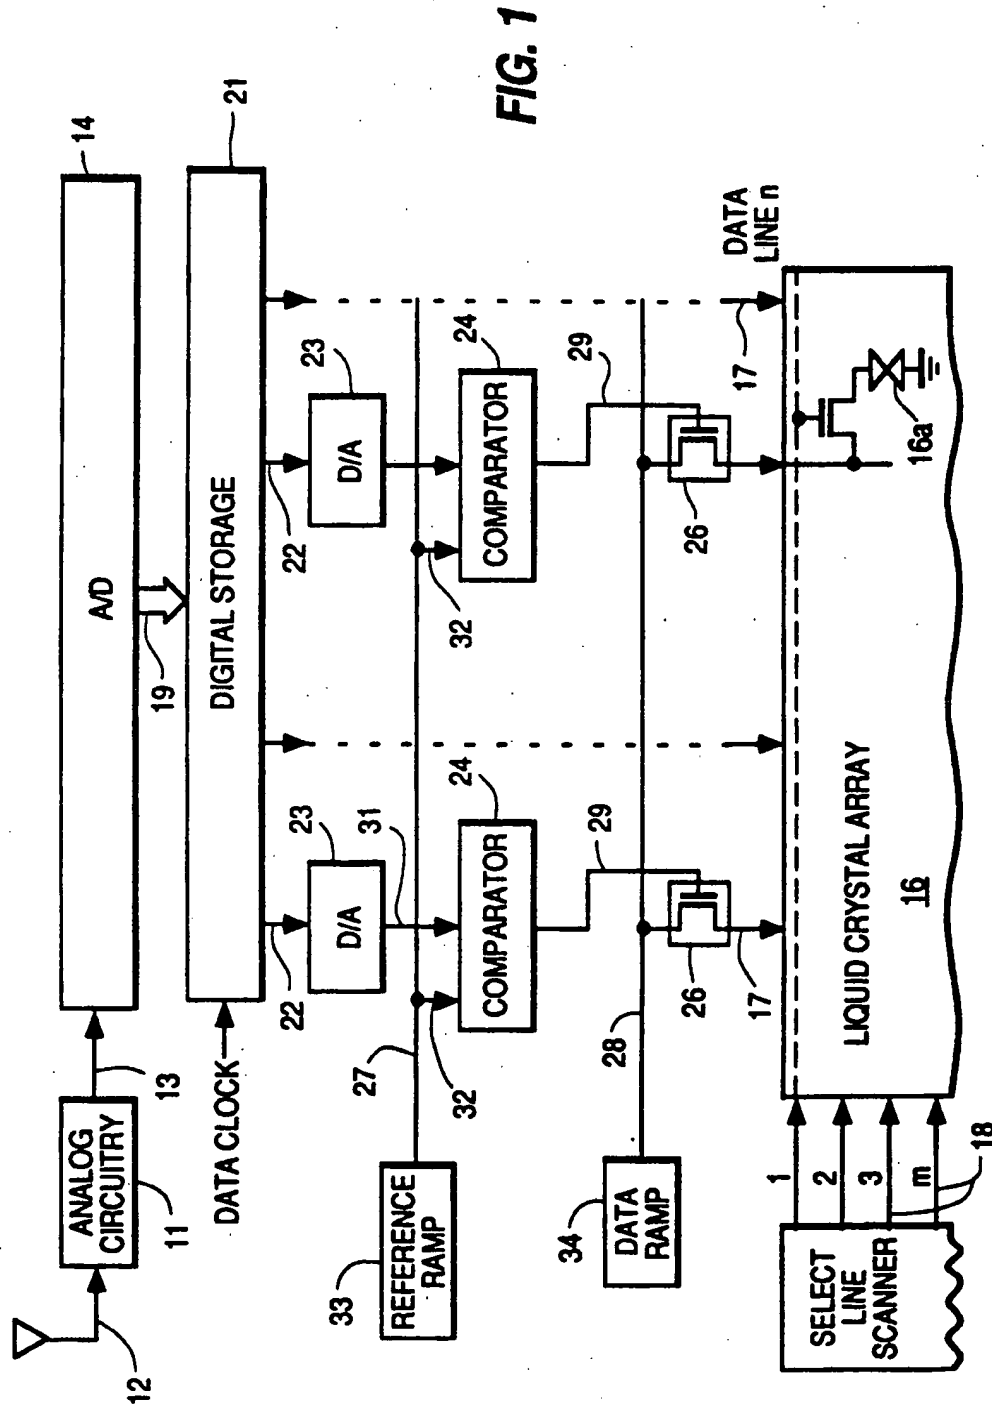 FIG. 1
14
A/D
12
ANALOG
CIRCUITRY
11
13
19
21
DIGITAL STORAGE
DATA CLOCK
22
22
23
D/A
23
D/A
31
33
REFERENCE
RAMP
27
32
24
COMPARATOR
32
24
COMPARATOR
29
29
34
DATA
RAMP
28
26
26
17
17
DATA
LINE n
SELECT
LINE
SCANNER
1
2
3
m
18
LIQUID CRYSTAL ARRAY
16
16a